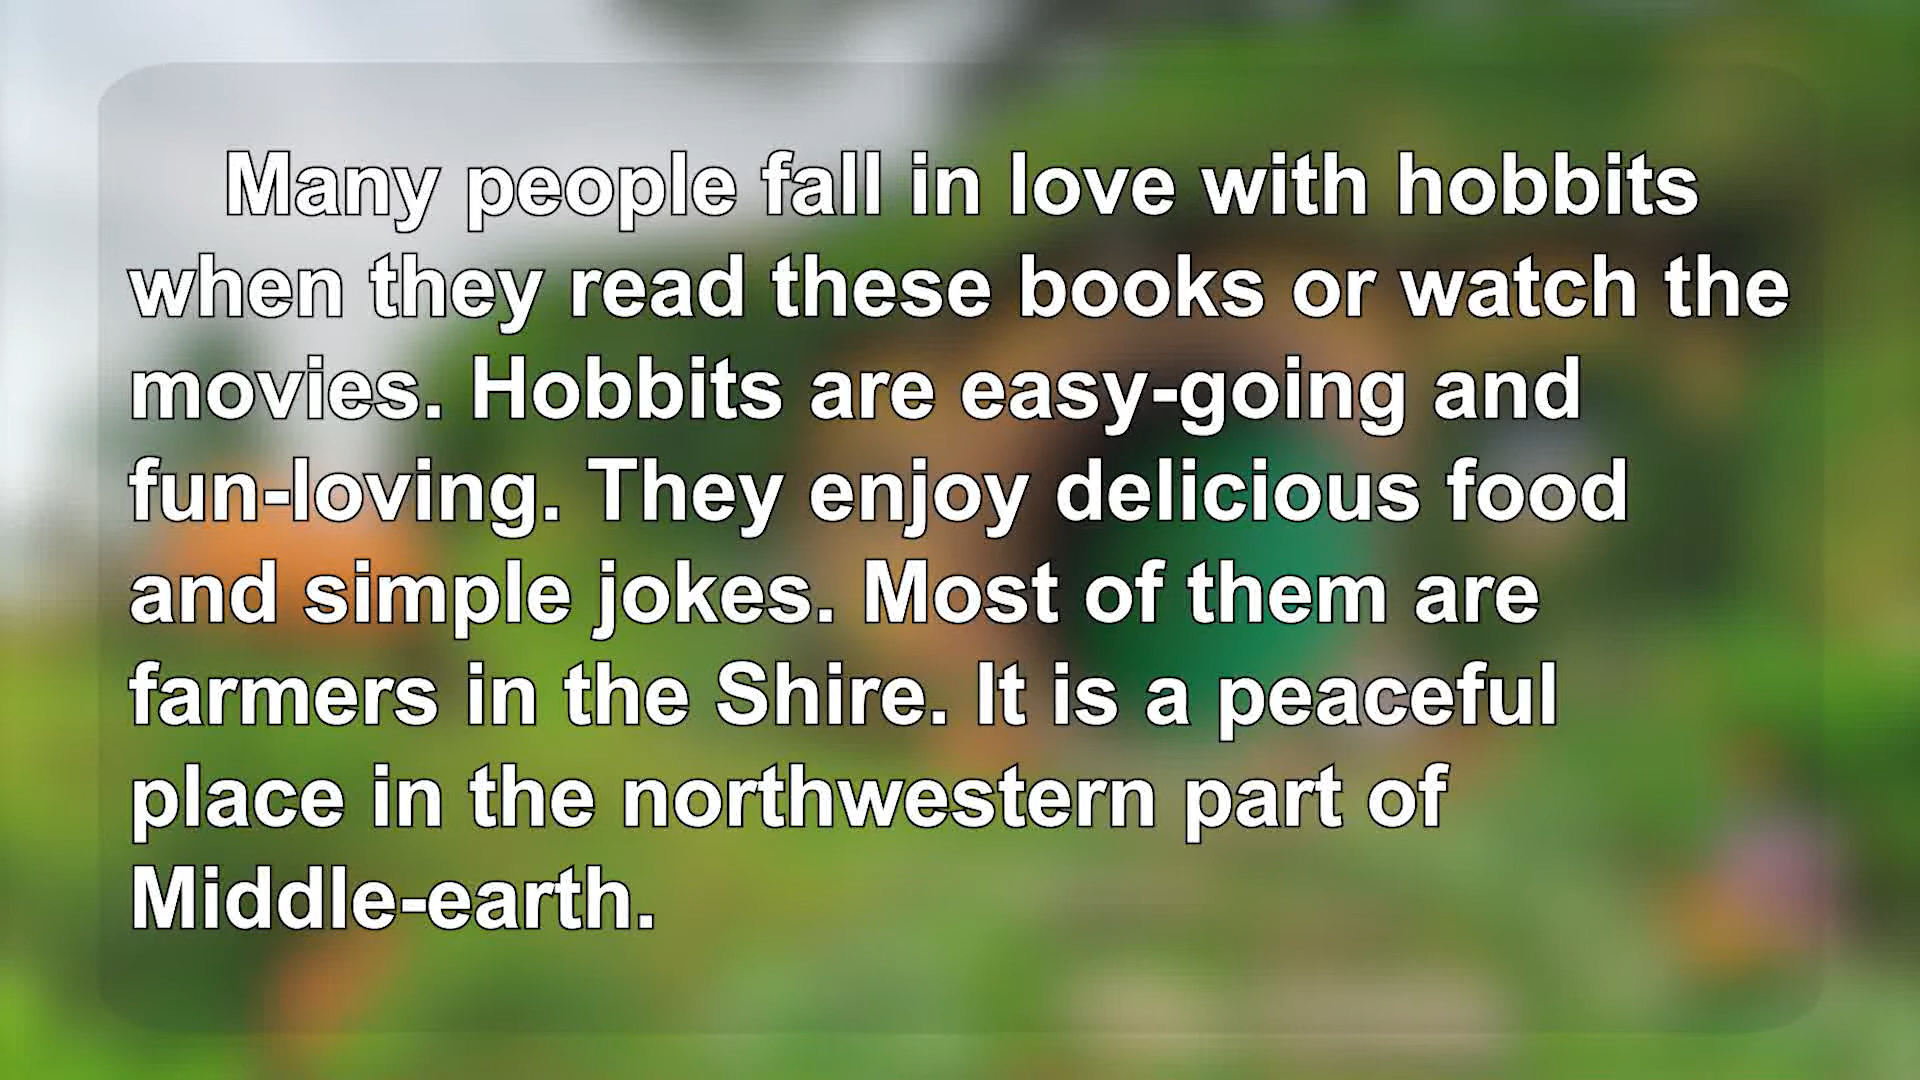 Many people fall in love with hobbits
when they read these books or watch the
movies. Hobbits are easy-going and
fun-loving. They enjoy delicious food
and simple jokes. Most of them are
farmers in the Shire. It is a peaceful
place in the northwestern part of
Middle-earth.